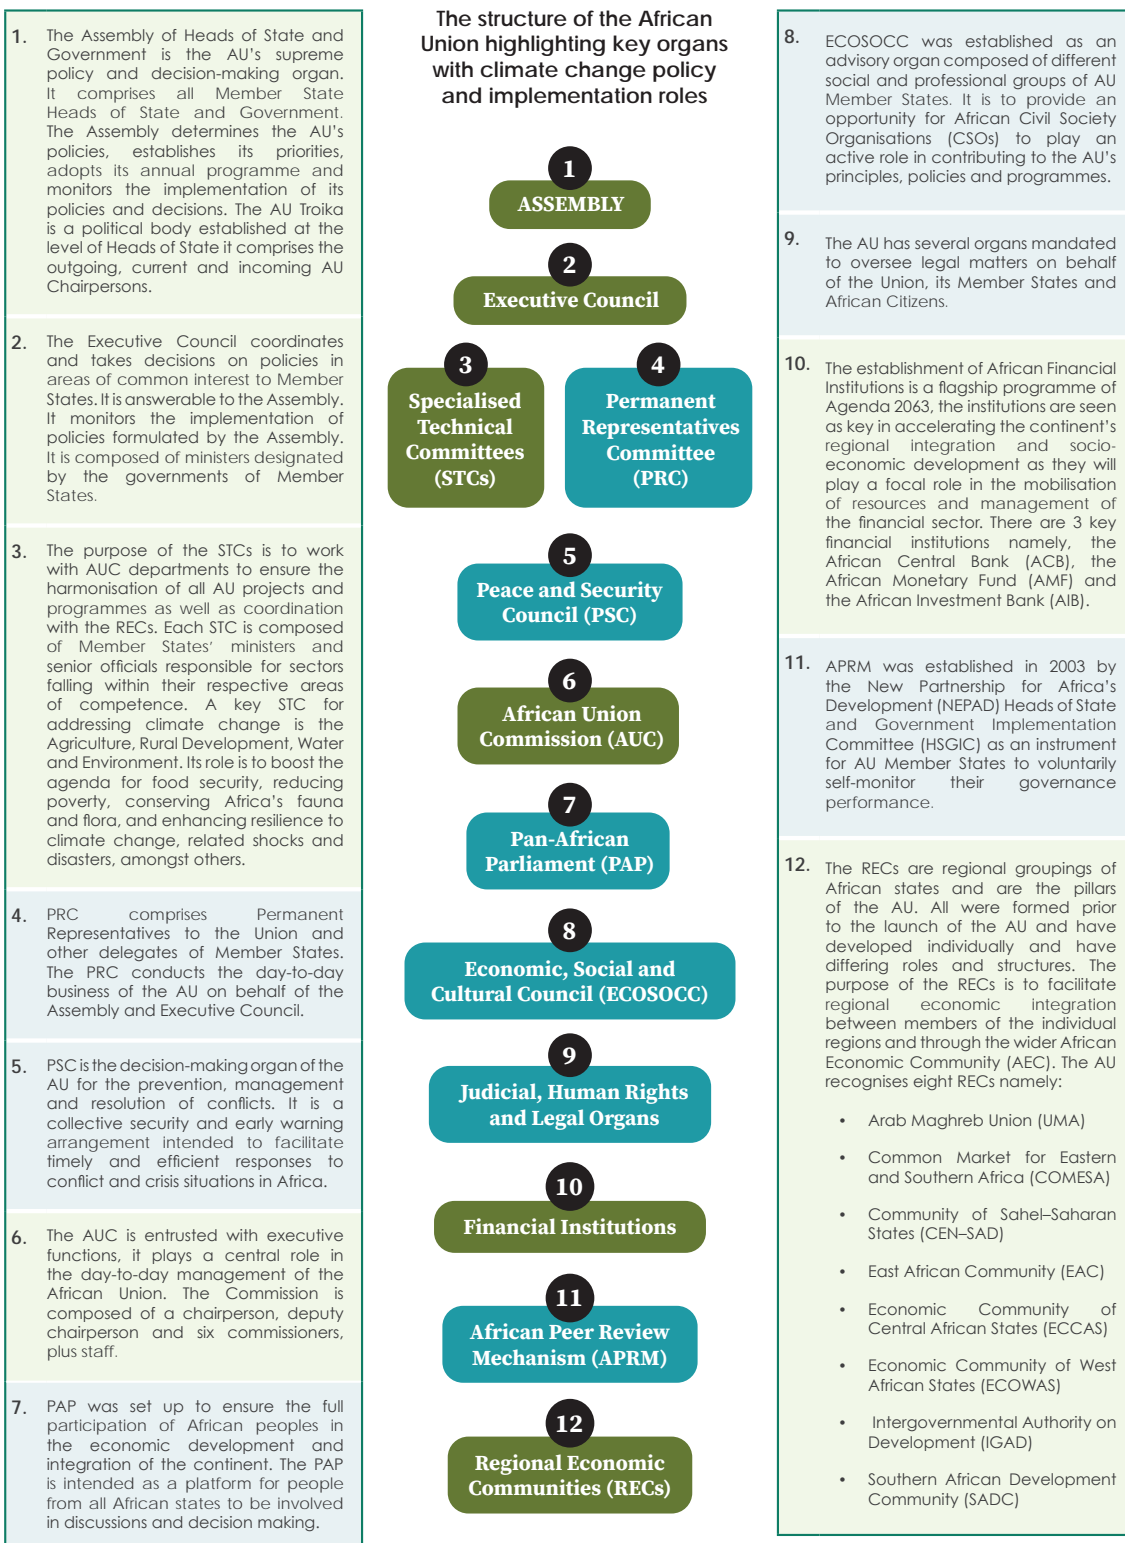 1. The Assembly of Heads of State and
Government is the AU's supreme
policy and decision-making organ.
It comprises all Member State
Heads of State and Government.
The Assembly determines the AU's
policies, establishes its priorities,
adopts its annual programme and
monitors the implementation of its
policies and decisions. The AU Troika
is a political body established at the
level of Heads of State it comprises the
outgoing, current and incoming AU
Chairpersons.
2. The Executive Council coordinates
and takes decisions on policies in
areas of common interest to Member
States. It is answerable to the Assembly.
It monitors the implementation of
policies formulated by the Assembly.
It is composed of ministers designated
by the governments of Member
States.
3. The purpose of the STCs is to work
with AUC departments to ensure the
harmonisation of all AU projects and
programmes as well as coordination
with the RECs. Each STC is composed
of Member States' ministers and
senior officials responsible for sectors
falling within their respective areas
of competence. A key STC for
addressing climate change is the
Agriculture, Rural Development, Water
and Environment. Its role is to boost the
agenda for food security, reducing
poverty, conserving Africa's fauna
and flora, and enhancing resilience to
climate change, related shocks and
disasters, amongst others.
4. PRC comprises Permanent
Representatives to the Union and
other delegates of Member States.
The PRC conducts the day-to-day
business of the AU on behalf of the
Assembly and Executive Council.
5. PSC is the decision-making organ of the
AU for the prevention, management
and resolution of conflicts. It is a
collective security and early warning
arrangement intended to facilitate
timely and efficient responses to
conflict and crisis situations in Africa.
6. The AUC is entrusted with executive
functions, it plays a central role in
the day-to-day management of the
African Union. The Commission is
composed of a chairperson, deputy
chairperson and six commissioners,
plus staff.
7. PAP was set up to ensure the full
participation of African peoples in
the economic development and
integration of the continent. The PAP
is intended as a platform for people
from all African states to be involved
in discussions and decision making.
The structure of the African
Union highlighting key organs
with climate change policy
and implementation roles
1
ASSEMBLY
2
Executive Council
3
Specialised
Technical
Committees
(STCs)
4
Permanent
Representatives
Committee
(PRC)
5
Peace and Security
Council (PSC)
6
African Union
Commission (AUC)
7
Pan-African
Parliament (PAP)
8
Economic, Social and
Cultural Council (ECOSOCC)
9
Judicial, Human Rights
and Legal Organs
10
Financial Institutions
11
African Peer Review
Mechanism (APRM)
12
Regional Economic
Communities (RECs)
8. ECOSOCC was established as an
advisory organ composed of different
social and professional groups of AU
Member States. It is to provide an
opportunity for African Civil Society
Organisations (CSOs) to play an
active role in contributing to the AU's
principles, policies and programmes.
9. The AU has several organs mandated
to oversee legal matters on behalf
of the Union, its Member States and
African Citizens.
10. The establishment of African Financial
Institutions is a flagship programme of
Agenda 2063, the institutions are seen
as key in accelerating the continent's
regional integration and socio-
economic development as they will
play a focal role in the mobilisation
of resources and management of
the financial sector. There are 3 key
financial institutions namely, the
African Central Bank (ACB), the
African Monetary Fund (AMF) and
the African Investment Bank (AIB).
11. APRM was established in 2003 by
the New Partnership for Africa's
Development (NEPAD) Heads of State
and Government Implementation
Committee (HSGIC) as an instrument
for AU Member States to voluntarily
self-monitor their governance
performance.
12. The RECs are regional groupings of
African states and are the pillars
of the AU. All were formed prior
to the launch of the AU and have
developed individually and have
differing roles and structures. The
purpose of the RECs is to facilitate
regional economic integration
between members of the individual
regions and through the wider African
Economic Community (AEC). The AU
recognises eight RECs namely:
• Arab Maghreb Union (UMA)
• Common Market for Eastern
and Southern Africa (COMESA)
• Community of Sahel–Saharan
States (CEN–SAD)
• East African Community (EAC)
• Economic Community of
Central African States (ECCAS)
• Economic Community of West
African States (ECOWAS)
• Intergovernmental Authority on
Development (IGAD)
• Southern African Development
Community (SADC)